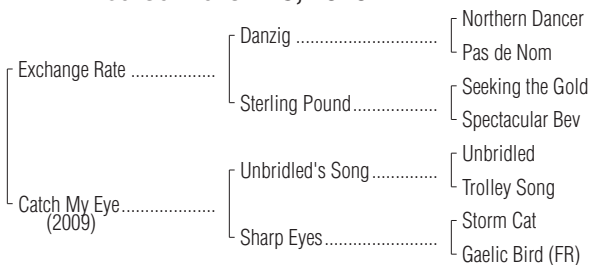 Northern Dancer
Danzig ..............................
Pas de Nom
Exchange Rate ..................
Seeking the Gold
Sterling Pound..................
Spectacular Bev
Unbridled
Unbridled's Song..............
Trolley Song
Catch My Eye....................
(2009)
Storm Cat
Sharp Eyes........................
Gaelic Bird (FR)